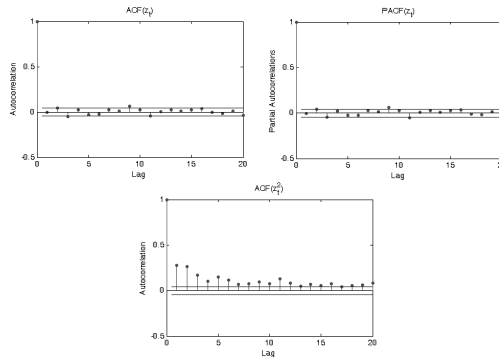 ACF(z_t)
1
0.5
0
-0.5
Autocorrelation
0 5 10 15 20
Lag
PACF(z_t)
1
0.5
0
-0.5
Partial Autocorrelations
0 5 10 15 20
Lag
ACF(z_t^2)
1
0.5
0
-0.5
Autocorrelation
0 5 10 15 20
Lag